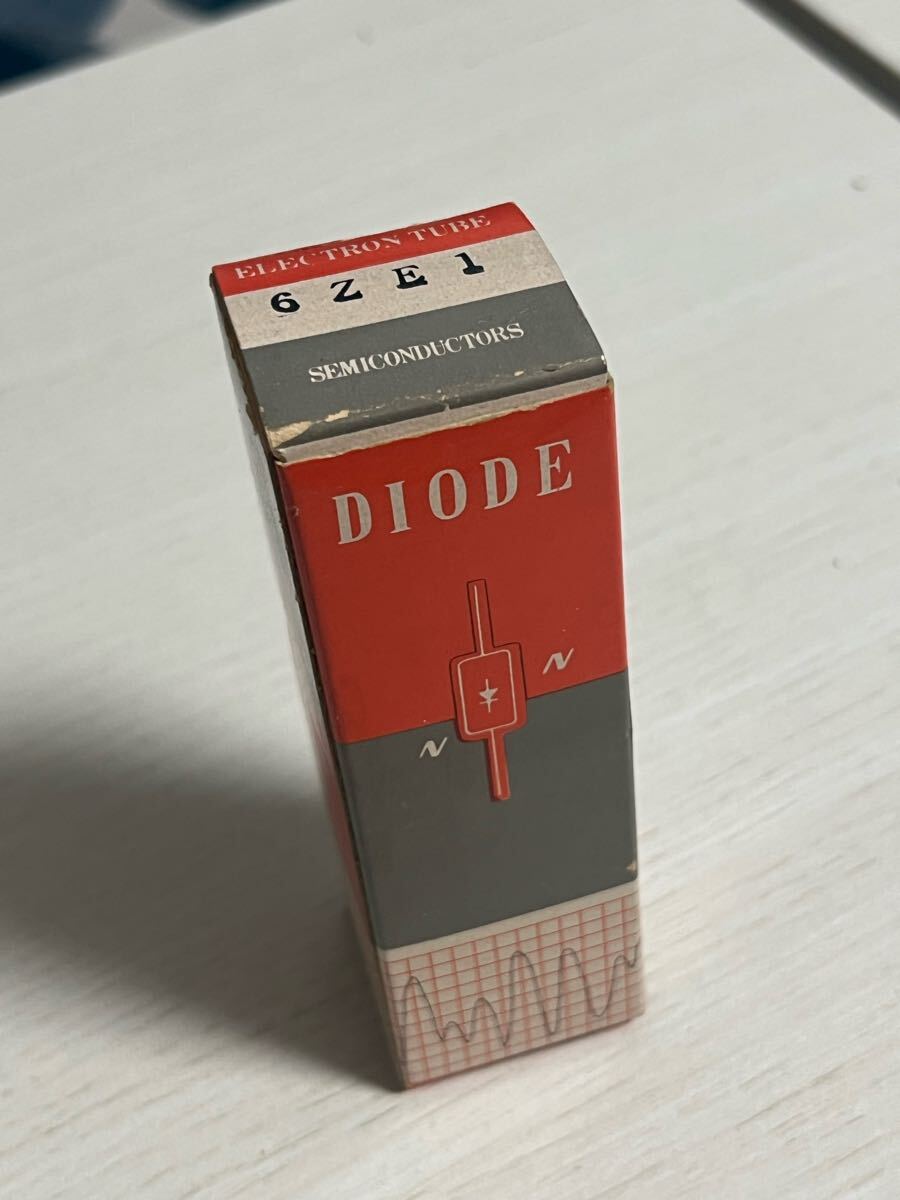 ELECTRON TUBE
6ZE1
SEMICONDUCTORS
DIODE
N
N